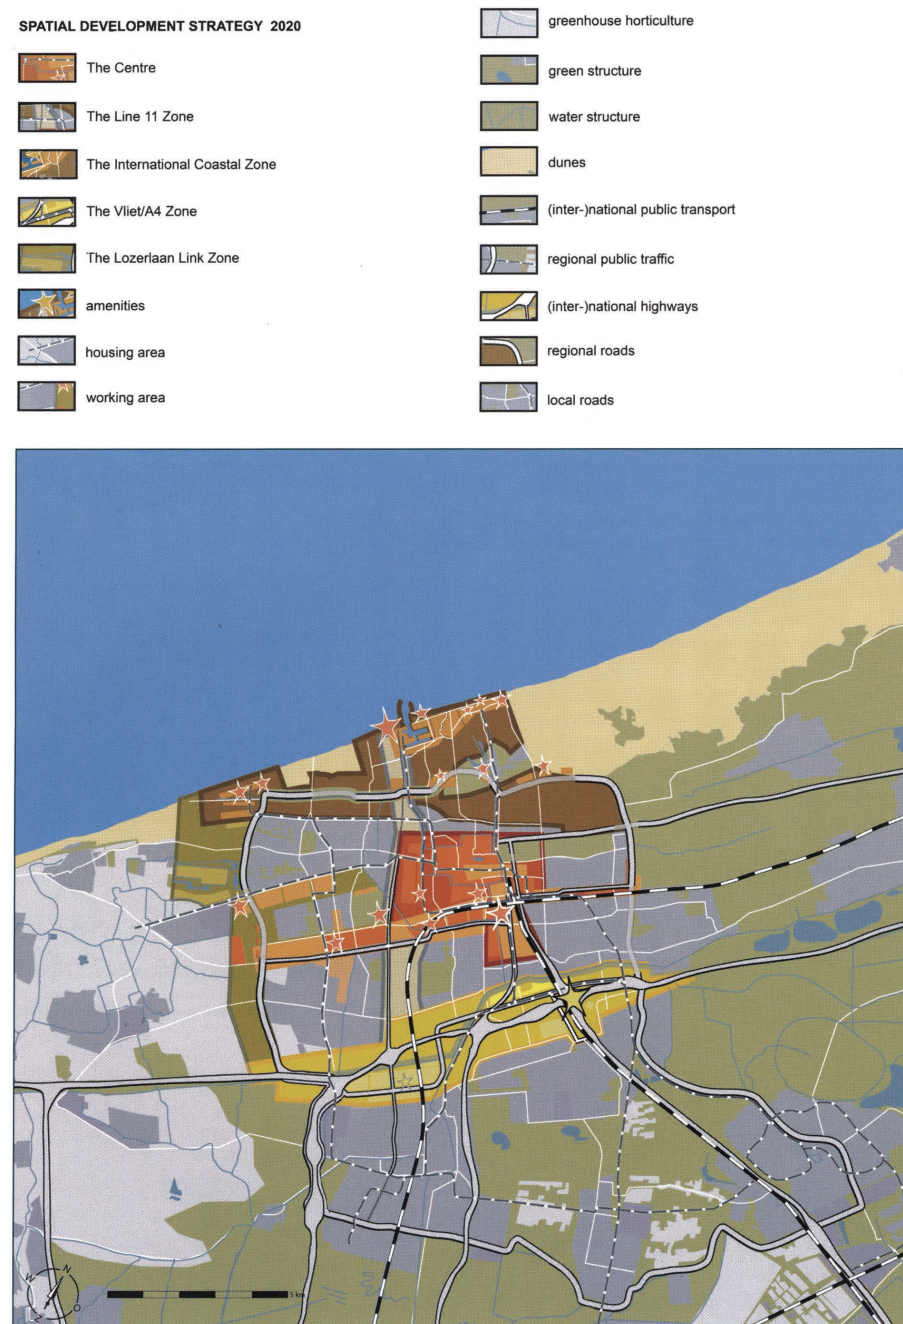 SPATIAL DEVELOPMENT STRATEGY 2020
The Centre
The Line 11 Zone
The International Coastal Zone
The Vliet/A4 Zone
The Lozerlaan Link Zone
amenities
housing area
working area
greenhouse horticulture
green structure
water structure
dunes
(inter-)national public transport
regional public traffic
(inter-)national highways
regional roads
local roads
N
W
O
Z
5 km